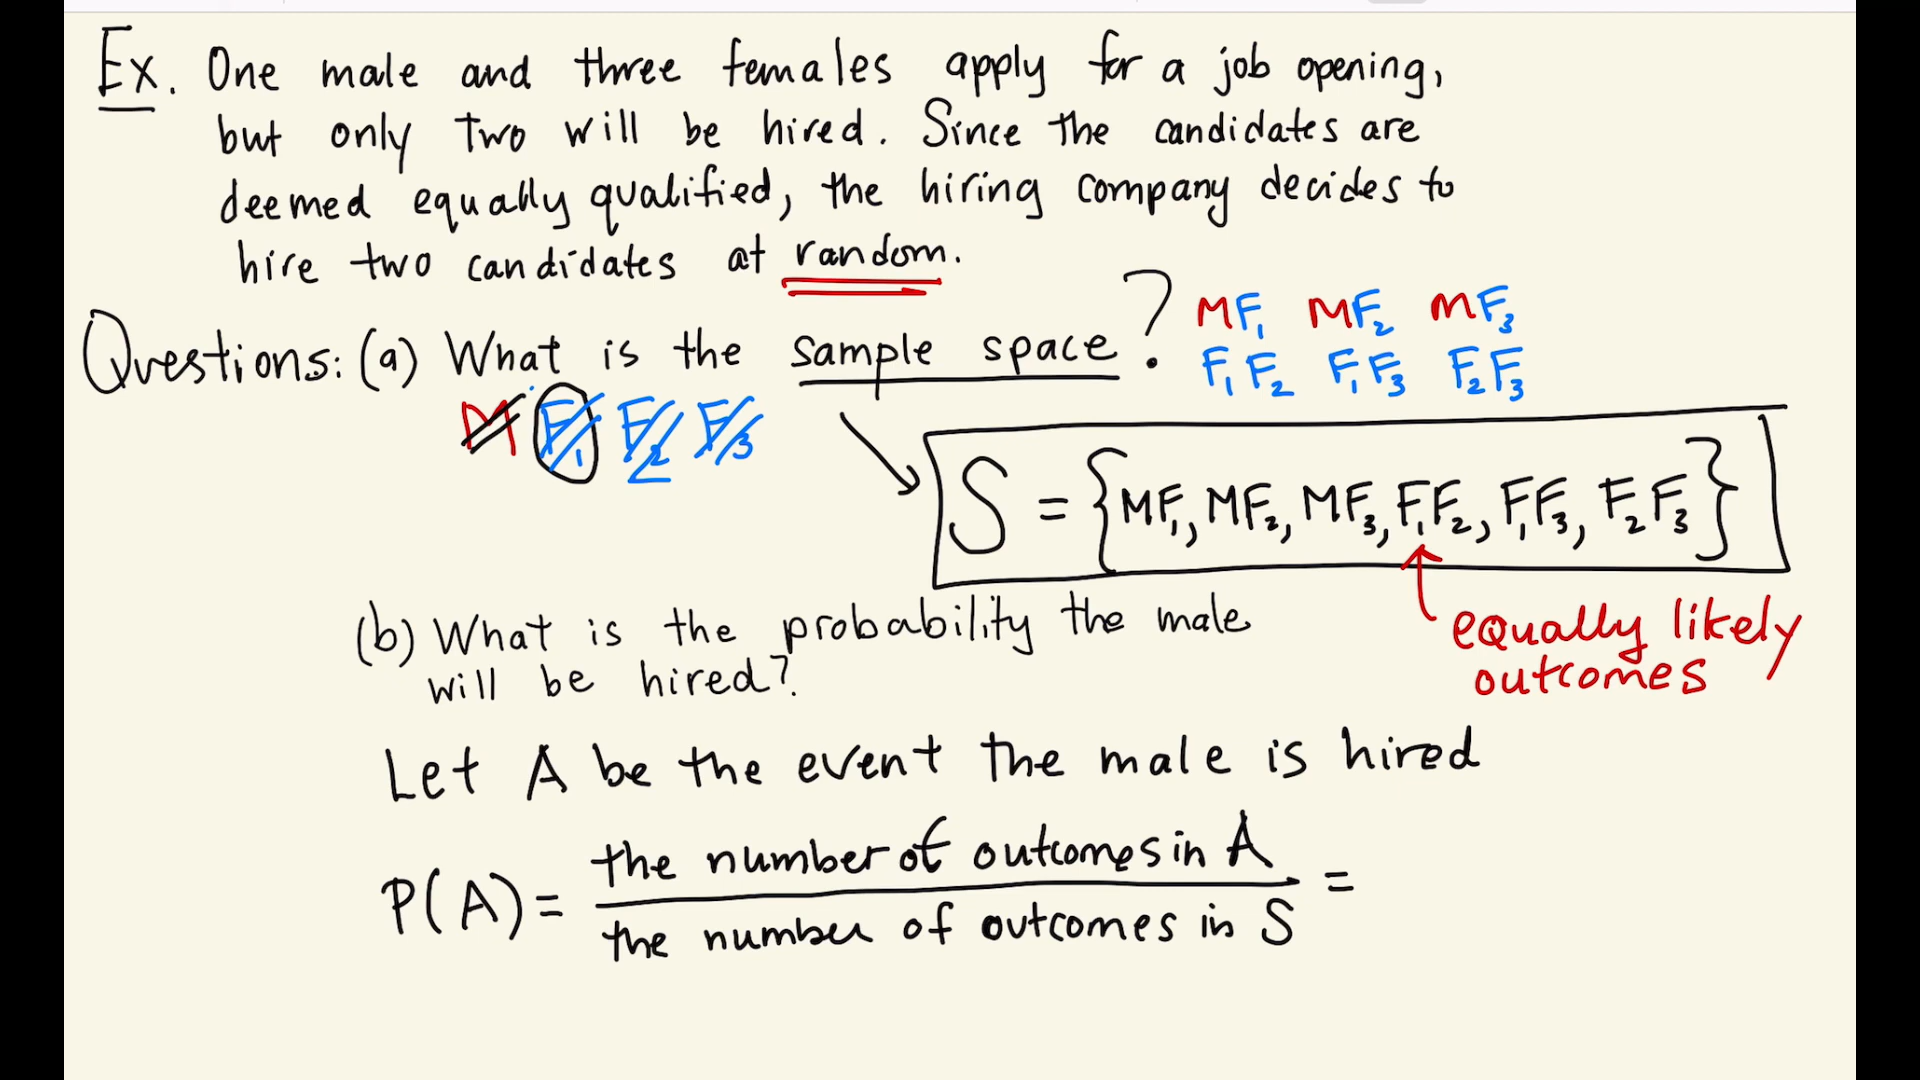 Ex. One male and three females apply for a job opening,
but only two will be hired. Since the candidates are
deemed equally qualified, the hiring company decides to
hire two candidates at random.
Questions: (a) What is the sample space?
MF₁ MF₂ MF₃
F₁F₂ F₁F₃ F₂F₃
M F₁ F₂ F₃
S = {MF₁, MF₂, MF₃, F₁F₂, F₁F₃, F₂F₃}
equally likely
outcomes
(b) What is the probability the male
will be hired?
Let A be the event the male is hired
P(A) = the number of outcomes in A / the number of outcomes in S =